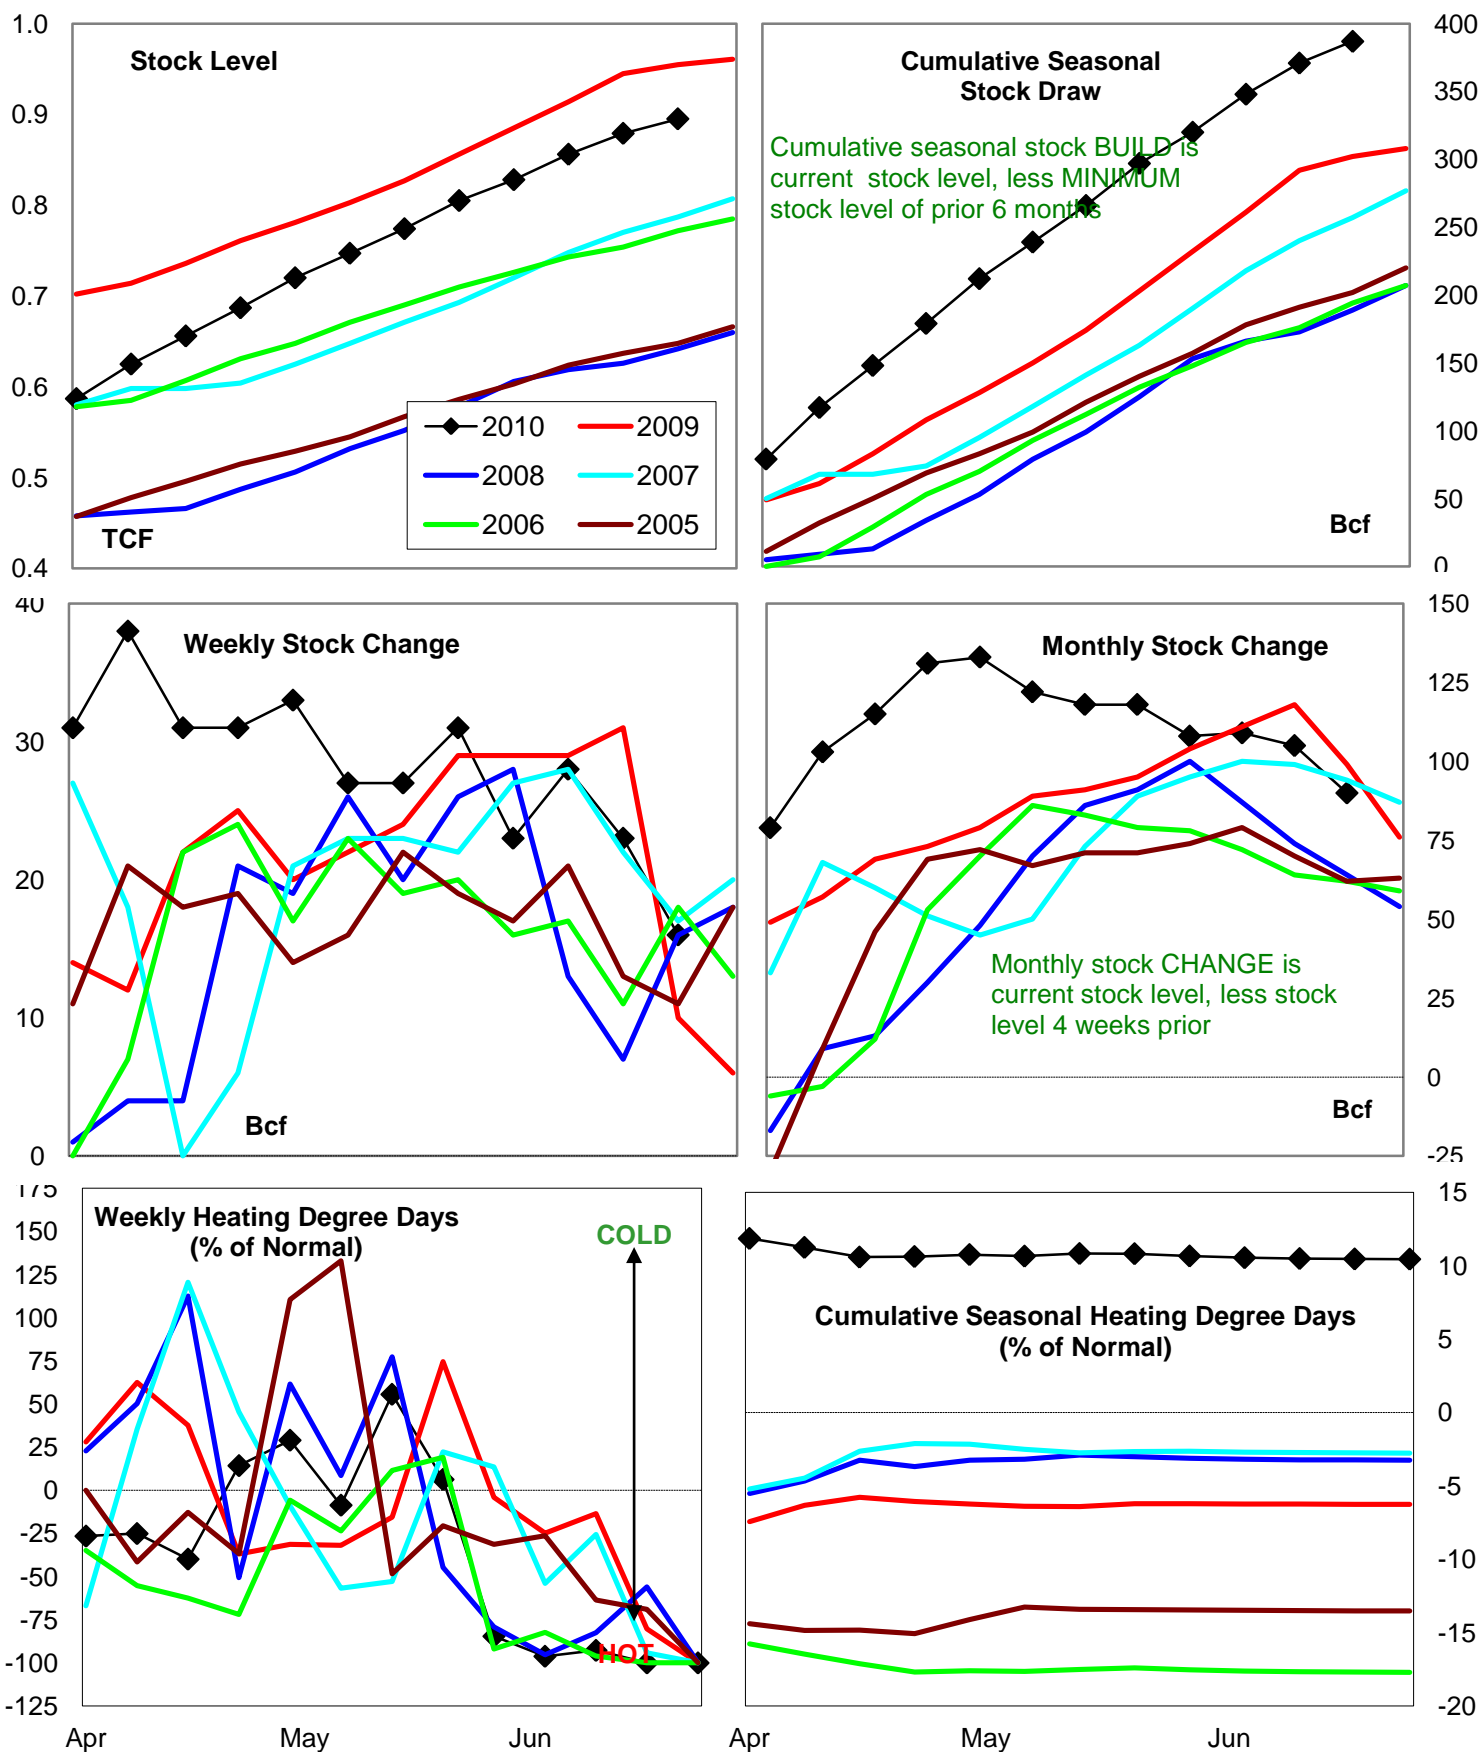 1.0
0.9
0.8
0.7
0.6
0.5
0.4
Stock Level
TCF
2010
2009
2008
2007
2006
2005
Cumulative Seasonal
Stock Draw
Cumulative seasonal stock BUILD is
current stock level, less MINIMUM
stock level of prior 6 months
Bcf
400
350
300
250
200
150
100
50
0
40
30
20
10
0
Weekly Stock Change
Bcf
Monthly Stock Change
Monthly stock CHANGE is
current stock level, less stock
level 4 weeks prior
Bcf
150
125
100
75
50
25
0
-25
175
150
125
100
75
50
25
0
-25
-50
-75
-100
-125
Weekly Heating Degree Days
(% of Normal)
COLD
HOT
Apr
May
Jun
Cumulative Seasonal Heating Degree Days
(% of Normal)
15
10
5
0
-5
-10
-15
-20
Apr
May
Jun